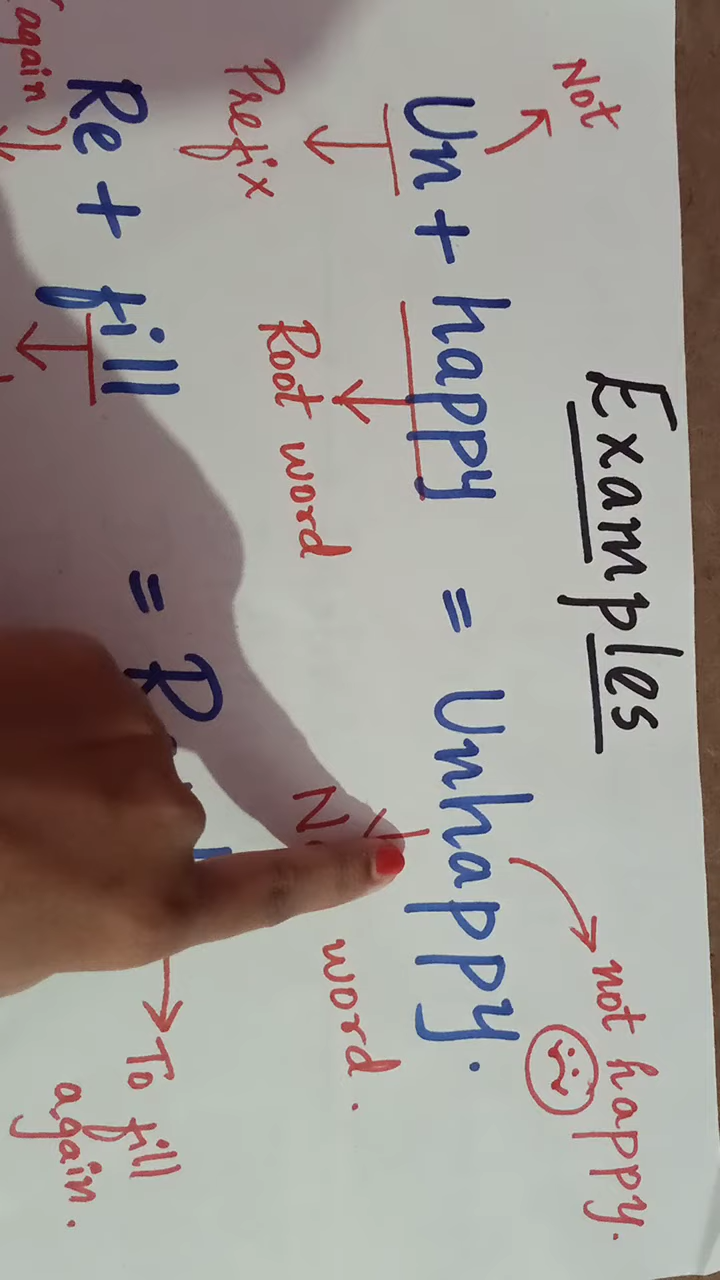 Examples
Not
not happy.
Un + happy = Unhappy.
Prefix
Root word
word.
Re + fill =
(again)
To fill
again.